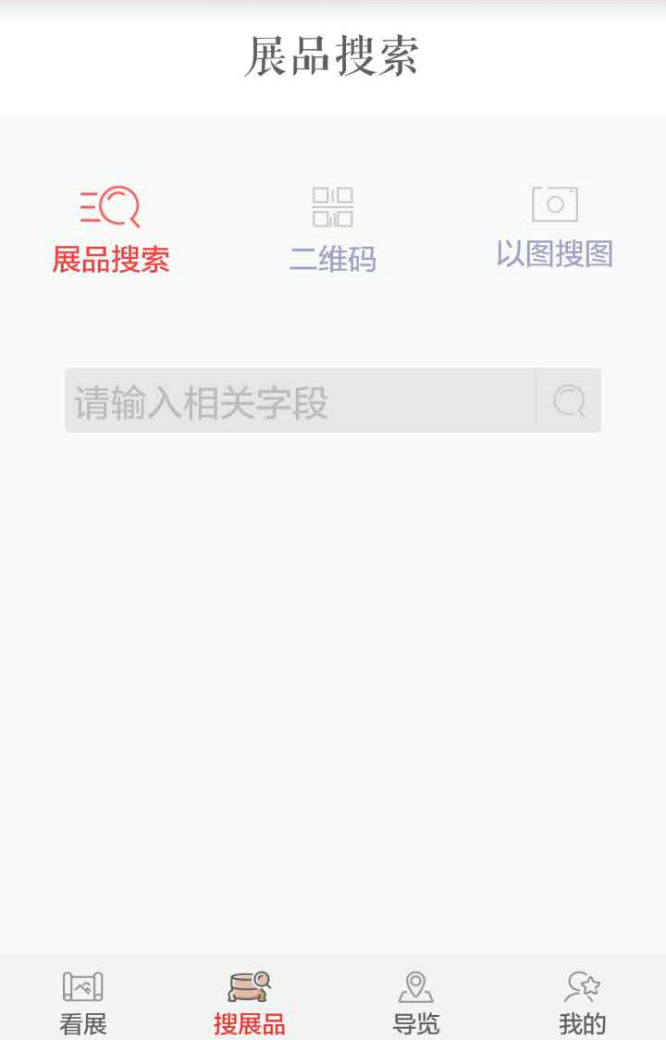 展品搜索
展品搜索
二维码
以图搜图
请输入相关字段
看展
搜展品
导览
我的